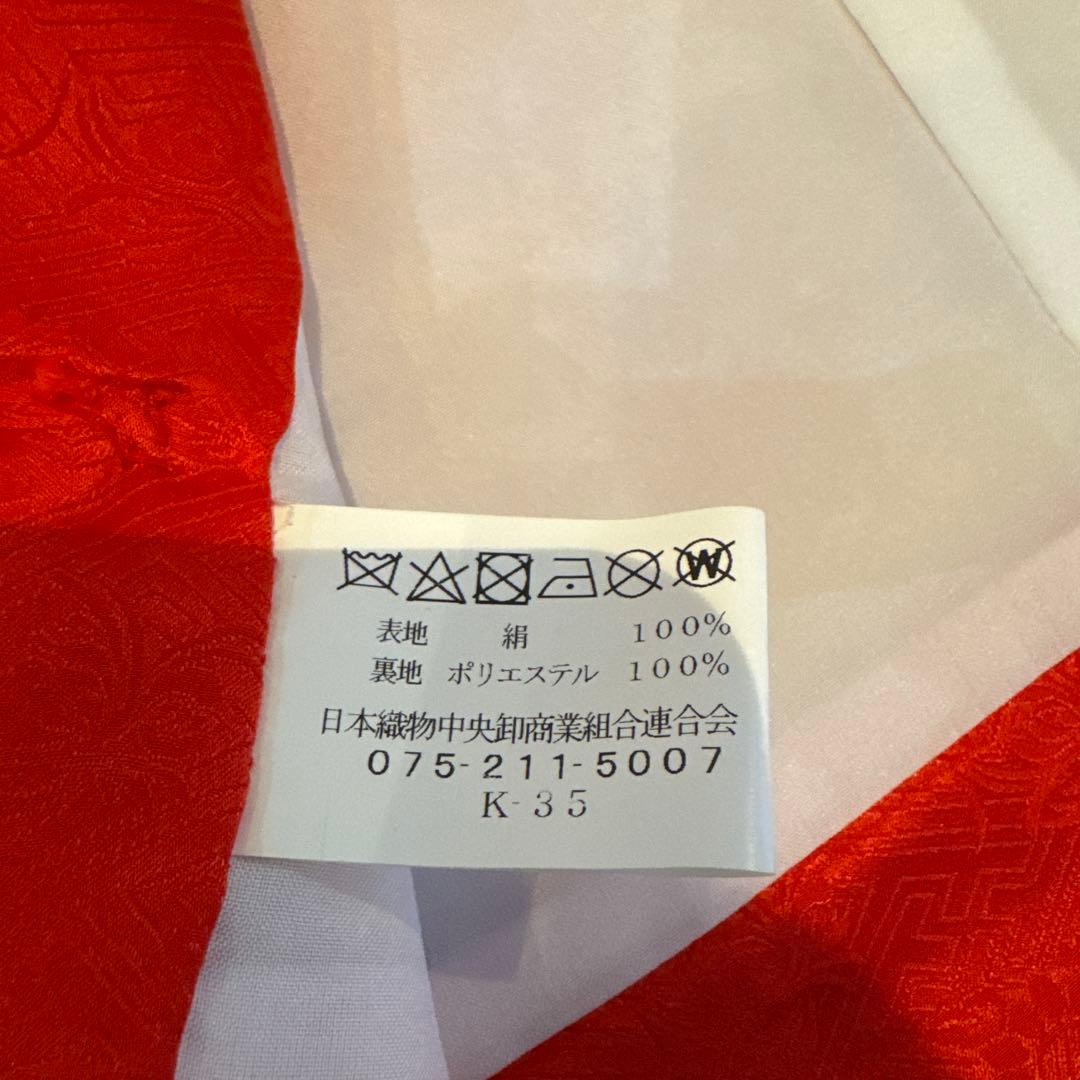 W
表地 絹 100%
裏地 ポリエステル 100%
日本織物中央卸商業組合連合会
075-211-5007
K-35